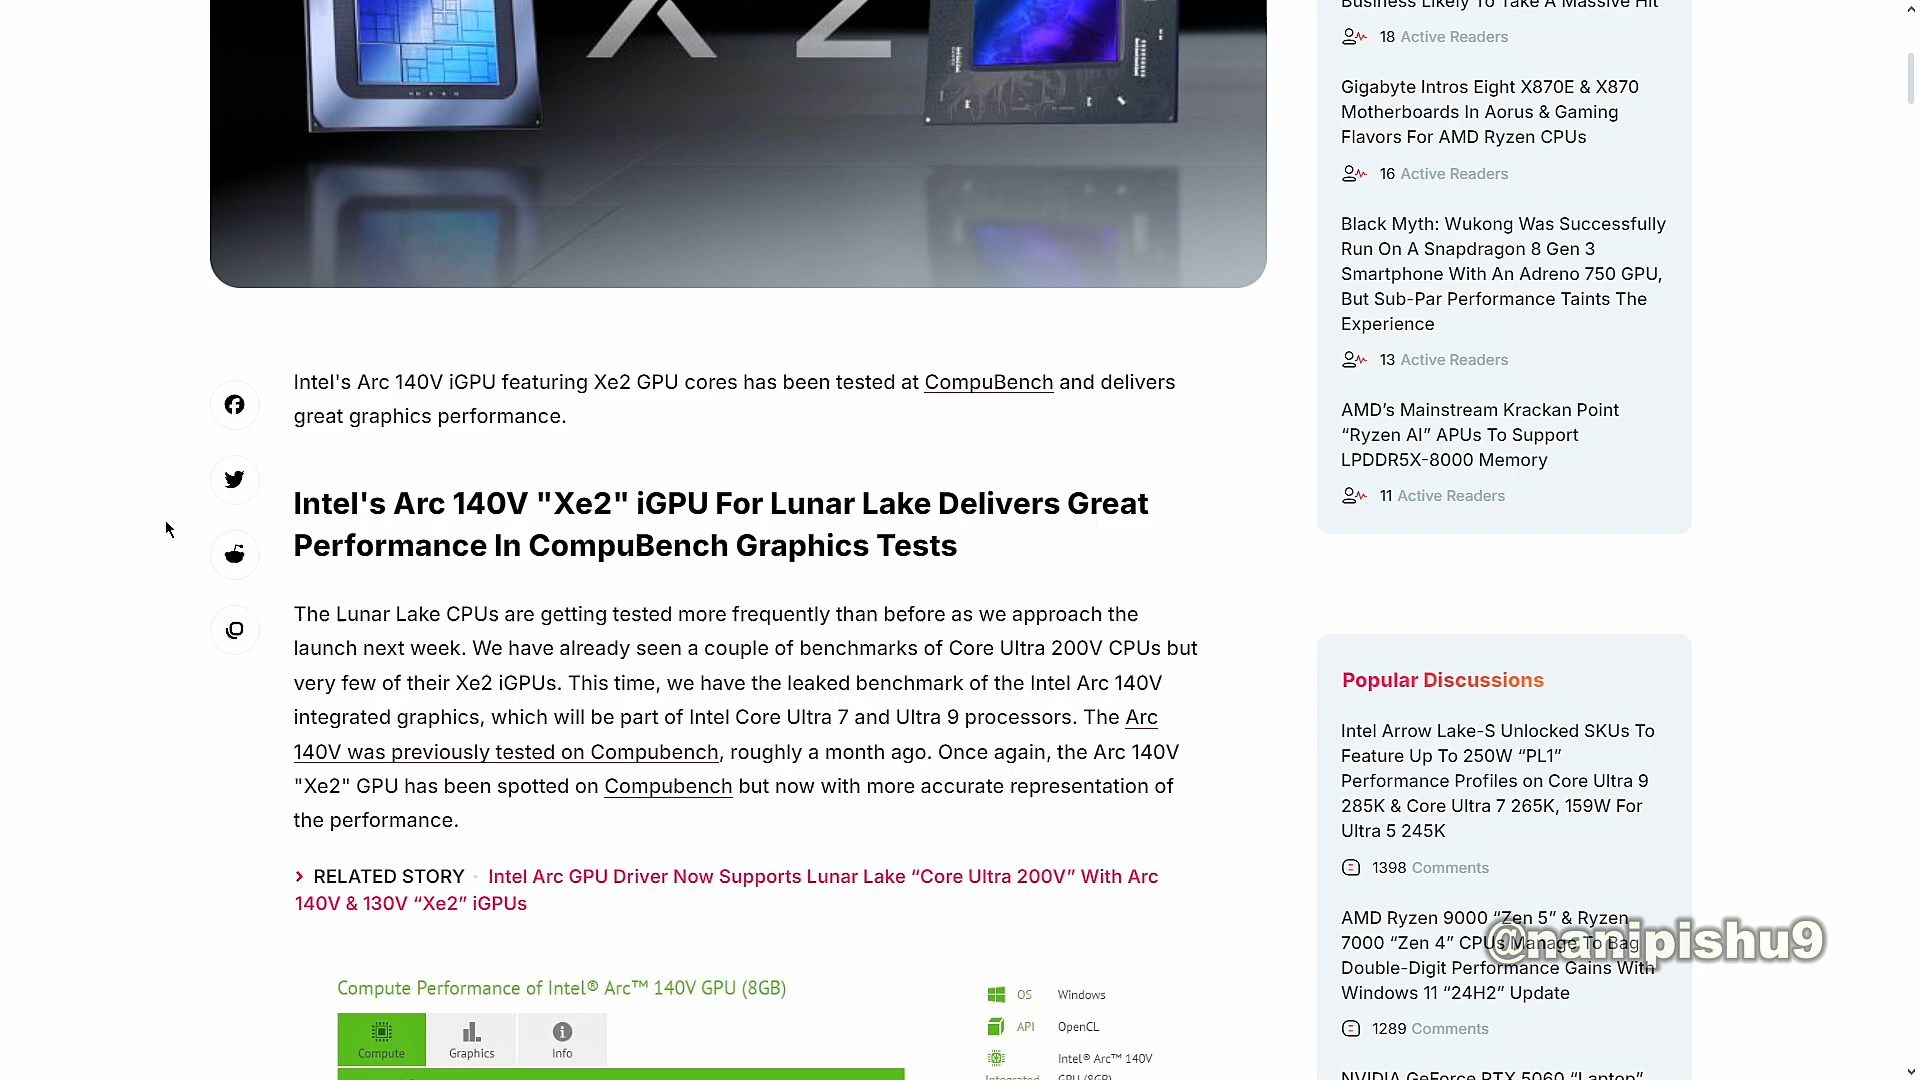 X2
Intel's Arc 140V iGPU featuring Xe2 GPU cores has been tested at CompuBench and delivers
great graphics performance.
Intel's Arc 140V "Xe2" iGPU For Lunar Lake Delivers Great
Performance In CompuBench Graphics Tests
The Lunar Lake CPUs are getting tested more frequently than before as we approach the
launch next week. We have already seen a couple of benchmarks of Core Ultra 200V CPUs but
very few of their Xe2 iGPUs. This time, we have the leaked benchmark of the Intel Arc 140V
integrated graphics, which will be part of Intel Core Ultra 7 and Ultra 9 processors. The Arc
140V was previously tested on Compubench, roughly a month ago. Once again, the Arc 140V
"Xe2" GPU has been spotted on Compubench but now with more accurate representation of
the performance.
RELATED STORY · Intel Arc GPU Driver Now Supports Lunar Lake “Core Ultra 200V” With Arc
140V & 130V “Xe2” iGPUs
Compute Performance of Intel® Arc™ 140V GPU (8GB)
Compute
Graphics
Info
OS Windows
API OpenCL
Intel® Arc™ 140V
Integrated GPU (8GB)
Business Likely To Take A Massive Hit
18 Active Readers
Gigabyte Intros Eight X870E & X870
Motherboards In Aorus & Gaming
Flavors For AMD Ryzen CPUs
16 Active Readers
Black Myth: Wukong Was Successfully
Run On A Snapdragon 8 Gen 3
Smartphone With An Adreno 750 GPU,
But Sub-Par Performance Taints The
Experience
13 Active Readers
AMD’s Mainstream Krackan Point
“Ryzen AI” APUs To Support
LPDDR5X-8000 Memory
11 Active Readers
Popular Discussions
Intel Arrow Lake-S Unlocked SKUs To
Feature Up To 250W “PL1”
Performance Profiles on Core Ultra 9
285K & Core Ultra 7 265K, 159W For
Ultra 5 245K
1398 Comments
AMD Ryzen 9000 “Zen 5” & Ryzen
7000 “Zen 4” CPUs Manage To Bag
Double-Digit Performance Gains With
Windows 11 “24H2” Update
1289 Comments
NVIDIA GeForce RTX 5060 “Laptop”
@nanipishu9